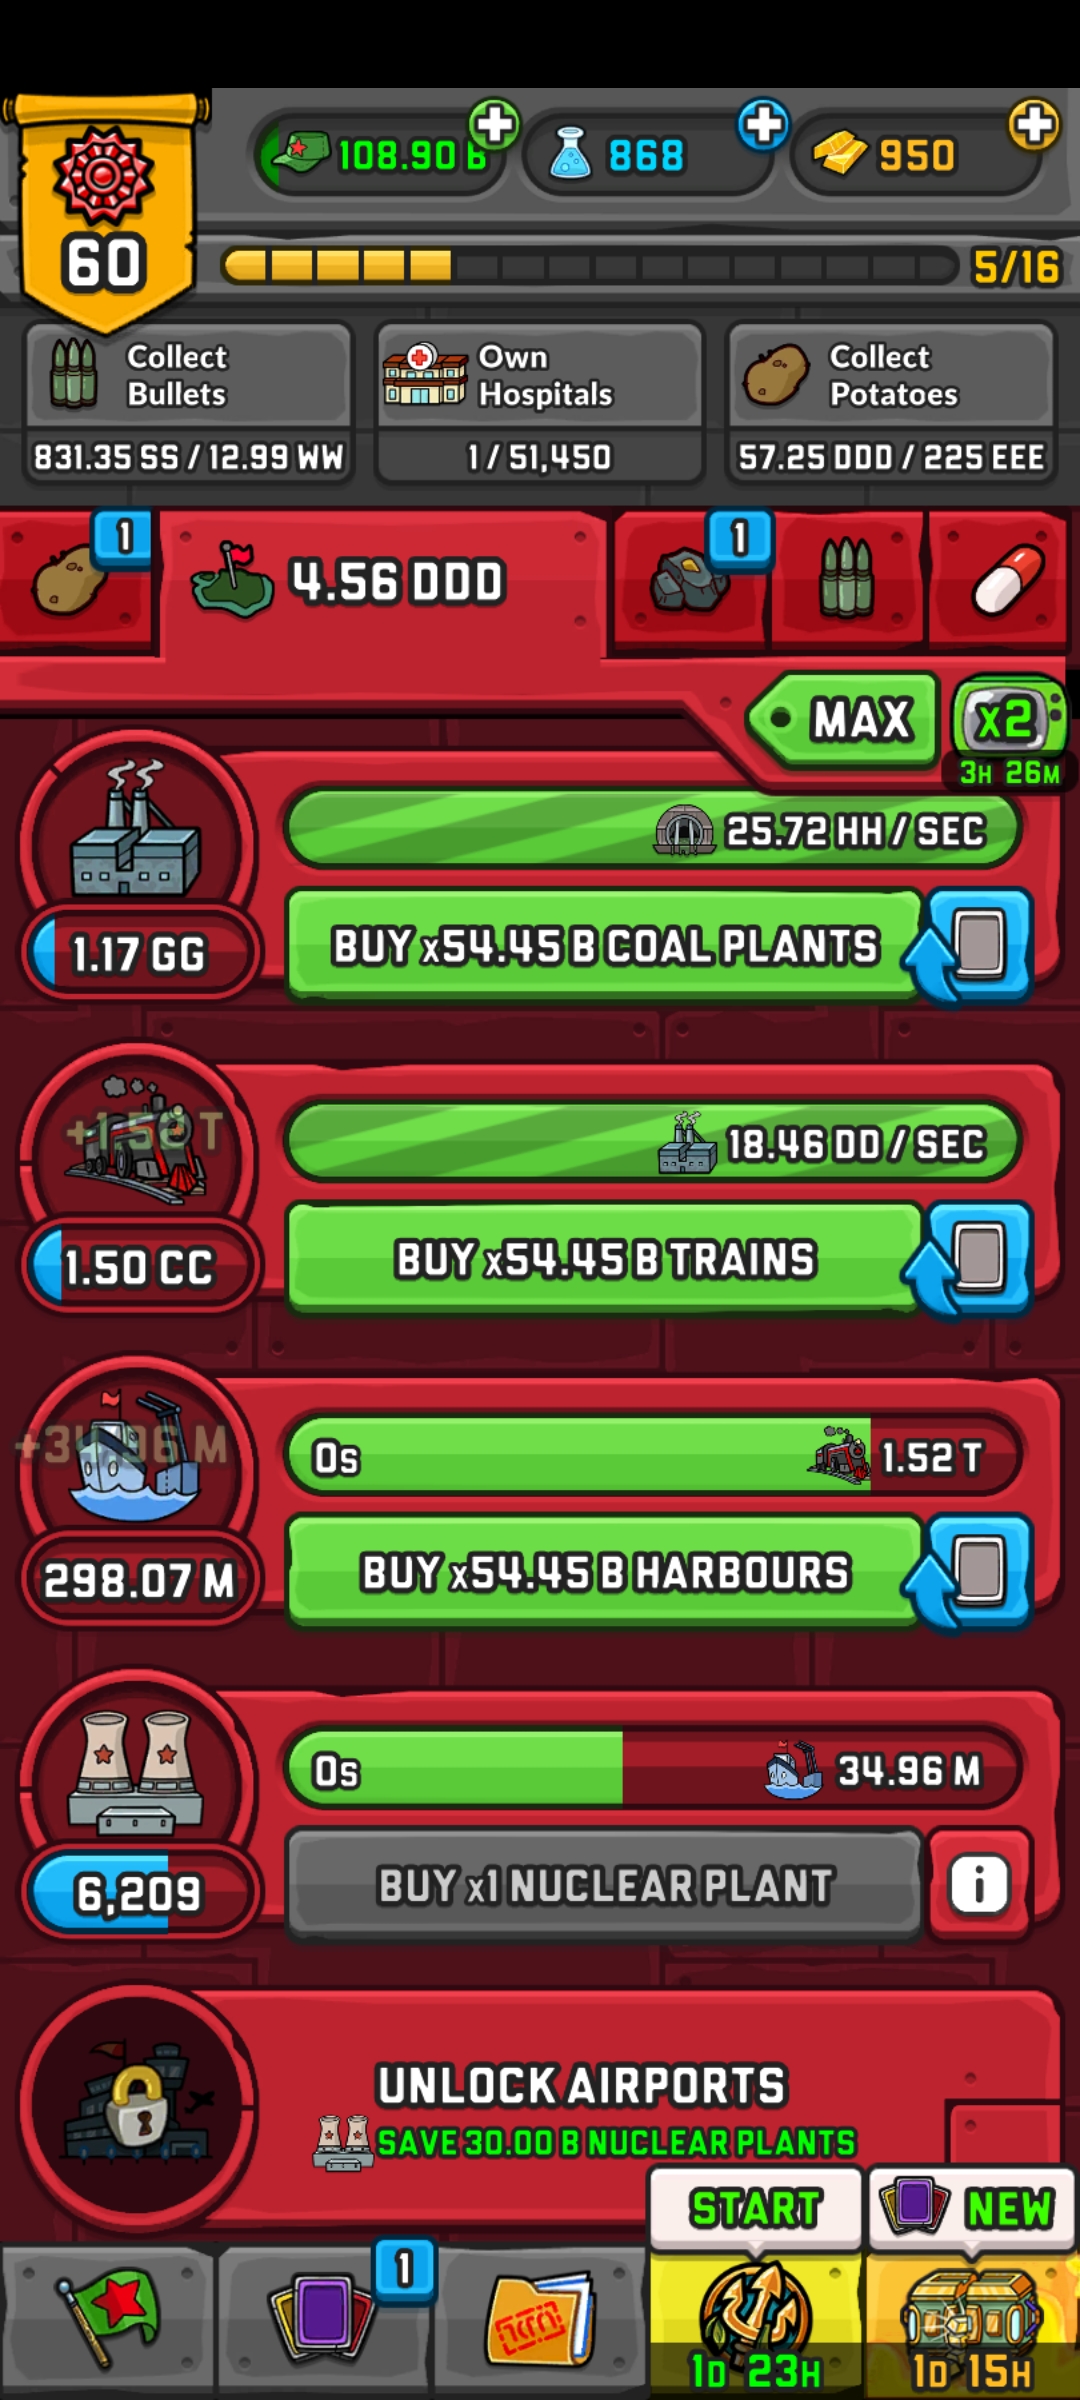 108.90 B
868
950
60
5/16
Collect
Bullets
831.35 SS / 12.99 WW
Own
Hospitals
1 / 51,450
Collect
Potatoes
57.25 DDD / 225 EEE
1
4.56 DDD
1
MAX
x2
3H 26M
25.72 HH / SEC
1.17 GG
BUY x54.45 B COAL PLANTS
+1.52 T
18.46 DD / SEC
1.50 CC
BUY x54.45 B TRAINS
+34.96 M
0s
1.52 T
298.07 M
BUY x54.45 B HARBOURS
0s
34.96 M
6,209
BUY x1 NUCLEAR PLANT
i
UNLOCK AIRPORTS
SAVE 30.00 B NUCLEAR PLANTS
START
NEW
1
1D 23H
1D 15H